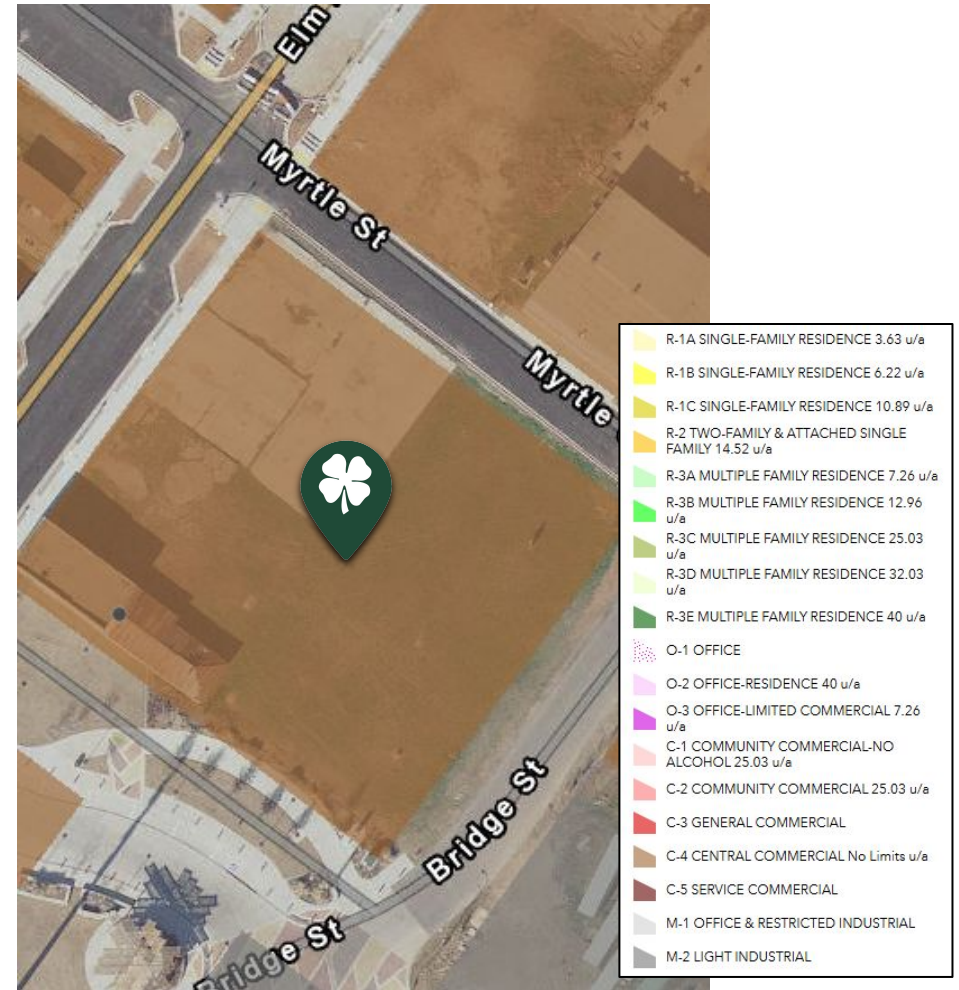 Elm
Myrtle St
Myrtle
Bridge St
Bridge St
R-1A SINGLE-FAMILY RESIDENCE 3.63 u/a
R-1B SINGLE-FAMILY RESIDENCE 6.22 u/a
R-1C SINGLE-FAMILY RESIDENCE 10.89 u/a
R-2 TWO-FAMILY & ATTACHED SINGLE
FAMILY 14.52 u/a
R-3A MULTIPLE FAMILY RESIDENCE 7.26 u/a
R-3B MULTIPLE FAMILY RESIDENCE 12.96
u/a
R-3C MULTIPLE FAMILY RESIDENCE 25.03
u/a
R-3D MULTIPLE FAMILY RESIDENCE 32.03
u/a
R-3E MULTIPLE FAMILY RESIDENCE 40 u/a
O-1 OFFICE
O-2 OFFICE-RESIDENCE 40 u/a
O-3 OFFICE-LIMITED COMMERCIAL 7.26
u/a
C-1 COMMUNITY COMMERCIAL-NO
ALCOHOL 25.03 u/a
C-2 COMMUNITY COMMERCIAL 25.03 u/a
C-3 GENERAL COMMERCIAL
C-4 CENTRAL COMMERCIAL No Limits u/a
C-5 SERVICE COMMERCIAL
M-1 OFFICE & RESTRICTED INDUSTRIAL
M-2 LIGHT INDUSTRIAL